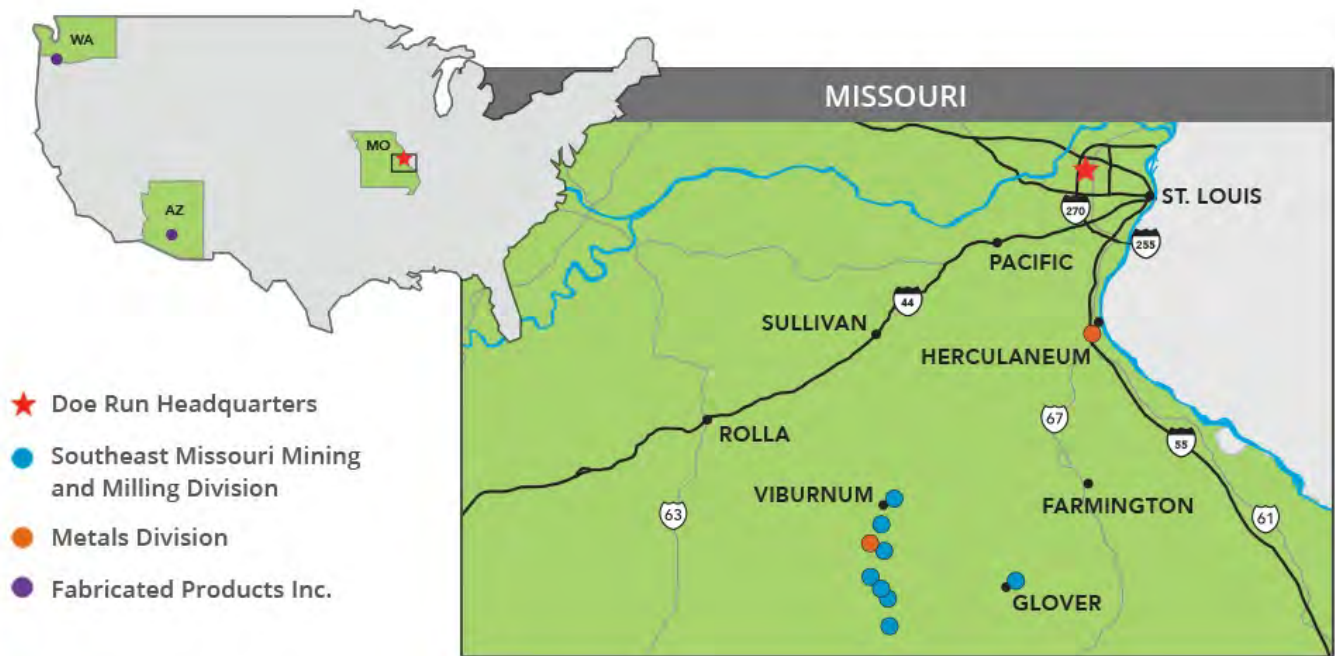 WA
MISSOURI
MO
AZ
270
ST. LOUIS
255
PACIFIC
44
SULLIVAN
HERCULANEUM
Doe Run Headquarters
67
ROLLA
55
Southeast Missouri Mining
and Milling Division
VIBURNUM
FARMINGTON
63
61
Metals Division
Fabricated Products Inc.
GLOVER